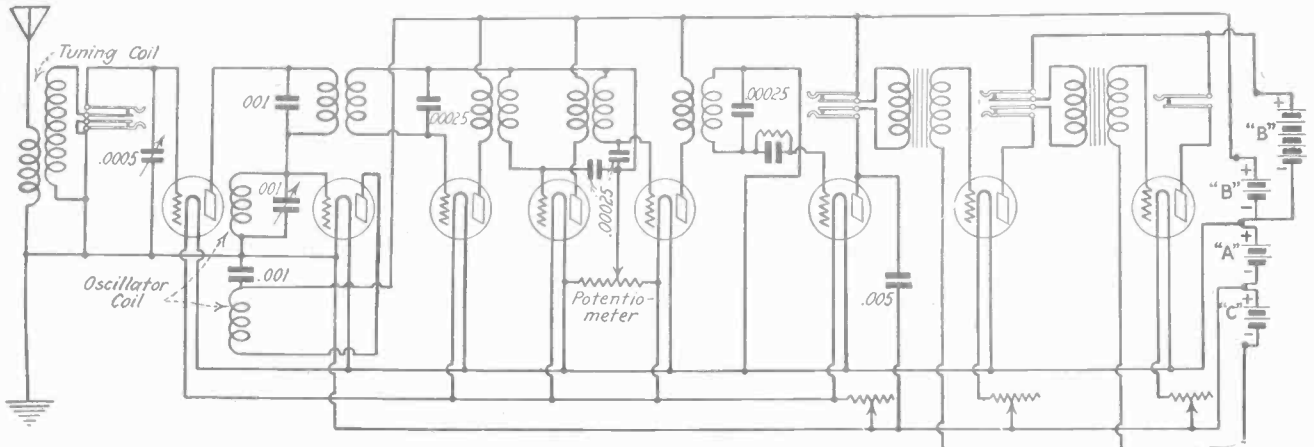 Tuning Coil
.0005
.001
.001
.001
Oscillator
Coil
.00025
.00025
.00025
Potentio-
meter
.005
+
"B"
-
+
"B"
-
+
"A"
-
+
"C"
-